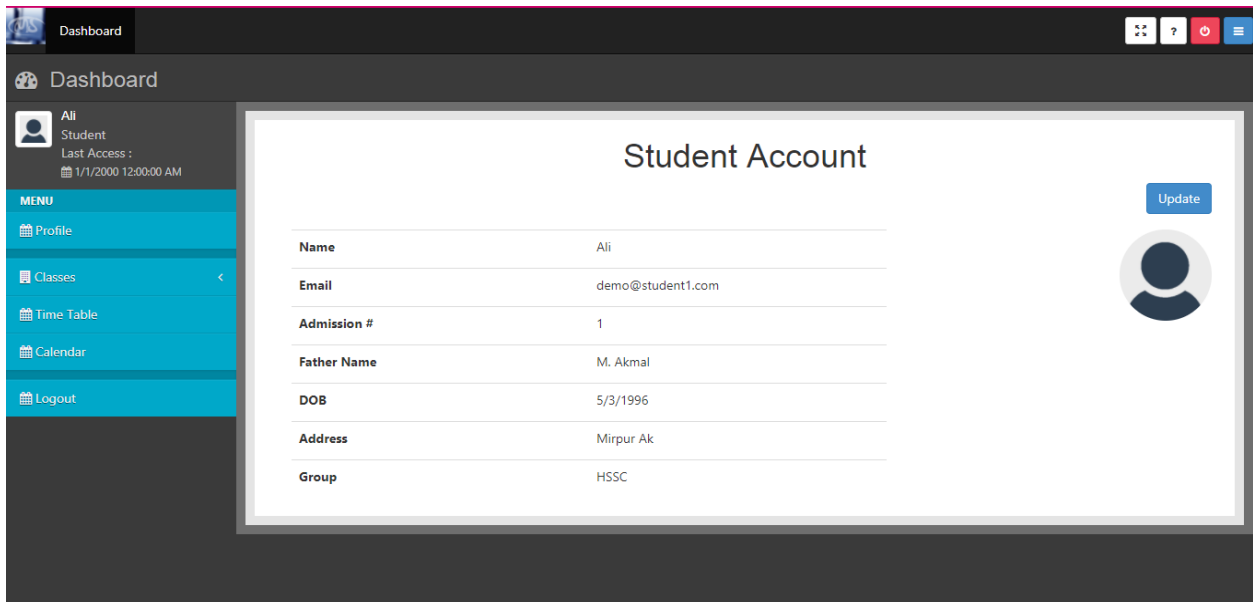 Dashboard
?
Dashboard
Ali
Student
Last Access :
1/1/2000 12:00:00 AM
MENU
Profile
Classes
Time Table
Calendar
Logout
Student Account
Update
Name Ali
Email demo@student1.com
Admission # 1
Father Name M. Akmal
DOB 5/3/1996
Address Mirpur Ak
Group HSSC